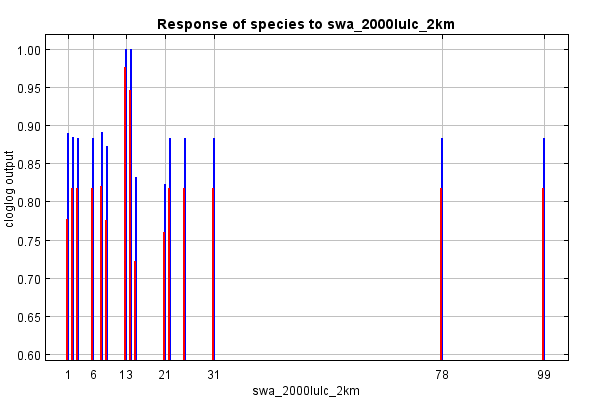 Response of species to swa_2000lulc_2km
1.00
0.95
0.90
0.85
0.80
0.75
0.70
0.65
0.60
cloglog output
1 6 13 21 31 78 99
swa_2000lulc_2km